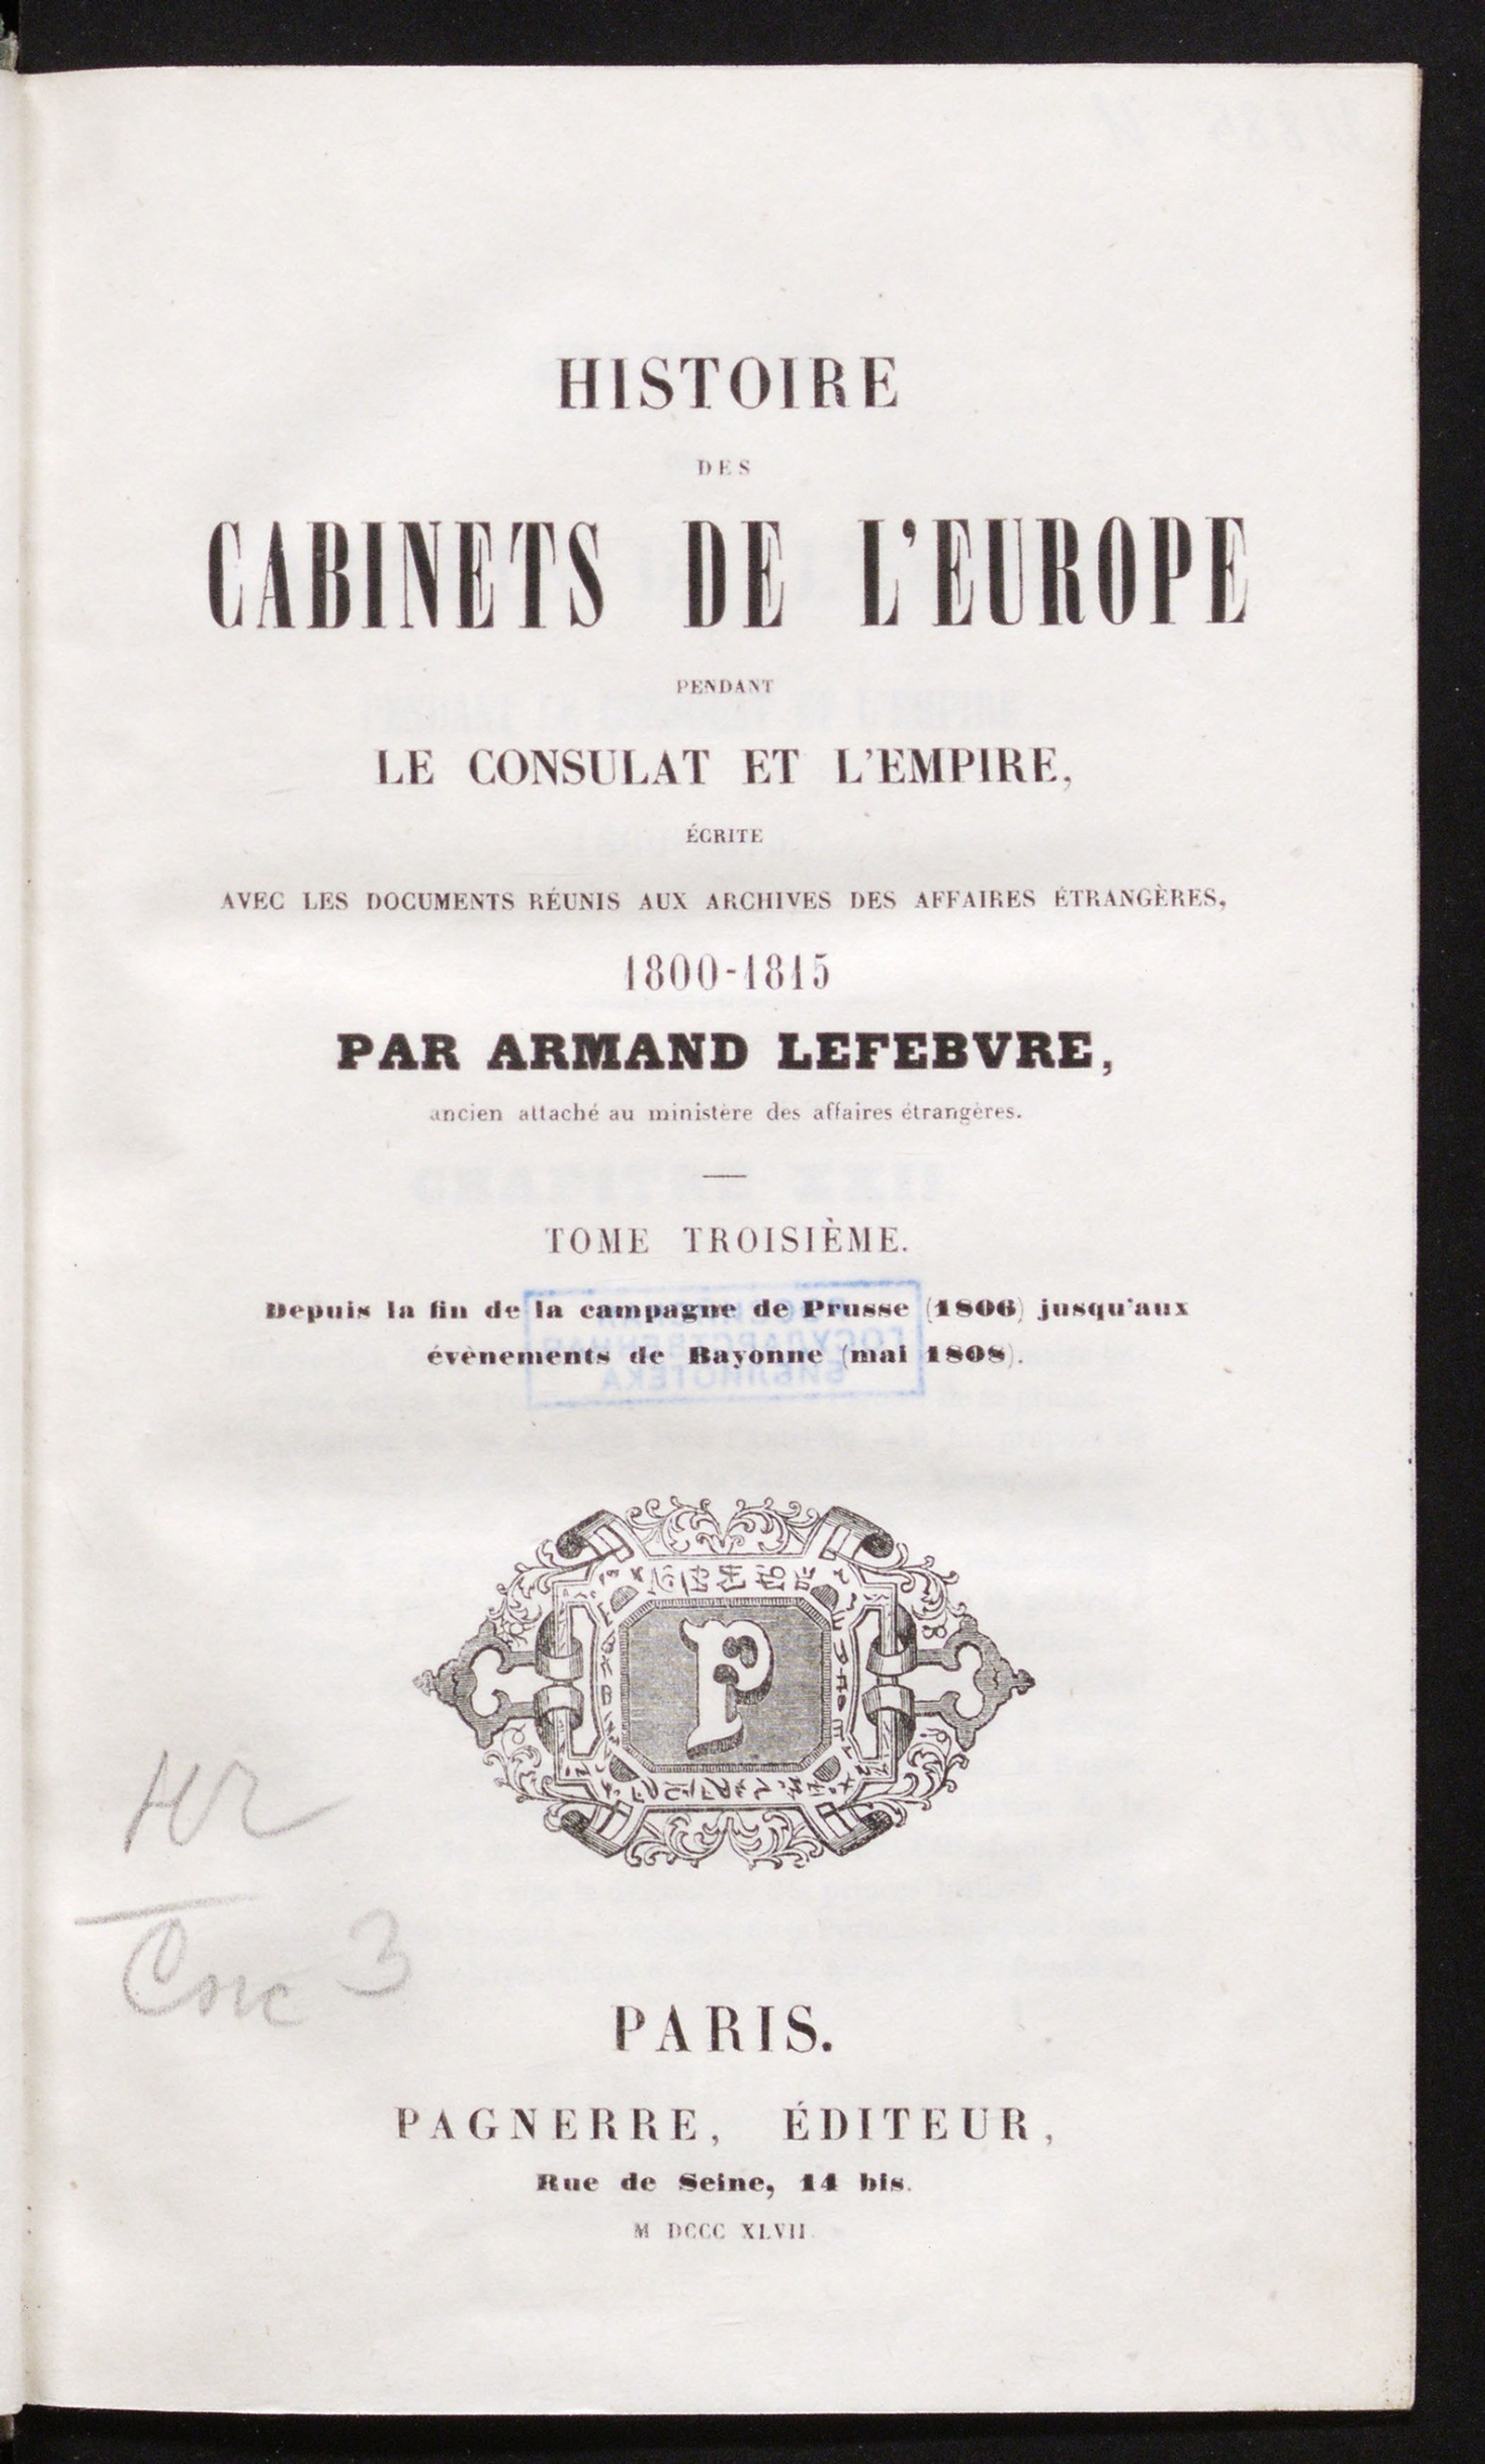 HISTOIRE
DES
CABINETS DE L'EUROPE
PENDANT
LE CONSULAT ET L'EMPIRE,
ÉCRITE
AVEC LES DOCUMENTS RÉUNIS AUX ARCHIVES DES AFFAIRES ÉTRANGÈRES,
1800-1815
PAR ARMAND LEFEBVRE,
ancien attaché au ministère des affaires étrangères.
TOME TROISIÈME.
Depuis la fin de la campagne de Prusse (1806) jusqu'aux
évènements de Bayonne (mai 1808).
ГОСУДАРСТВЕННАЯ
БИБЛИОТЕКА
P
3
PARIS.
PAGNERRE, ÉDITEUR,
Rue de Seine, 14 bis.
M DCCC XLVII